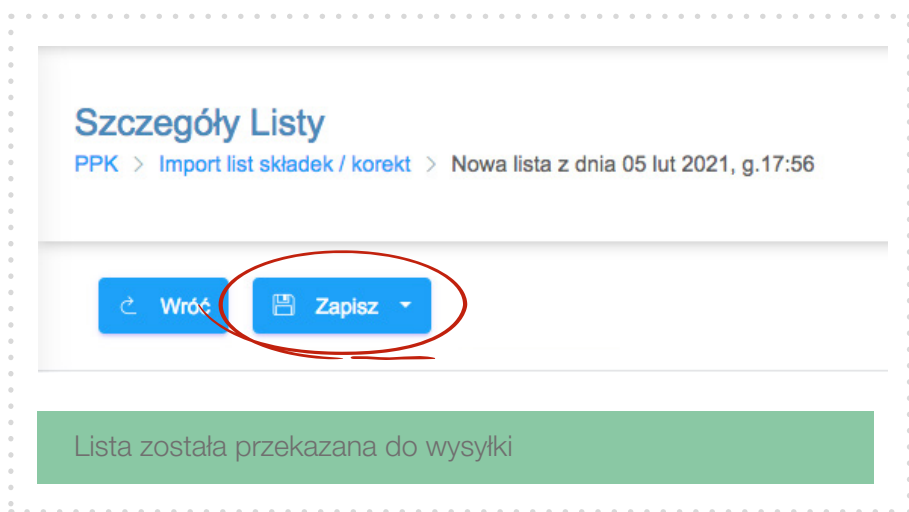 Szczegóły Listy
PPK > Import list składek / korekt > Nowa lista z dnia 05 lut 2021, g.17:56
Wróć Zapisz
Lista została przekazana do wysyłki